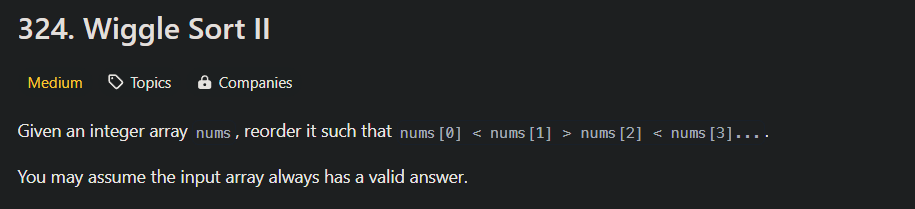 324. Wiggle Sort II
Medium Topics Companies
Given an integer array nums, reorder it such that nums[0] < nums[1] > nums[2] < nums[3]....
You may assume the input array always has a valid answer.